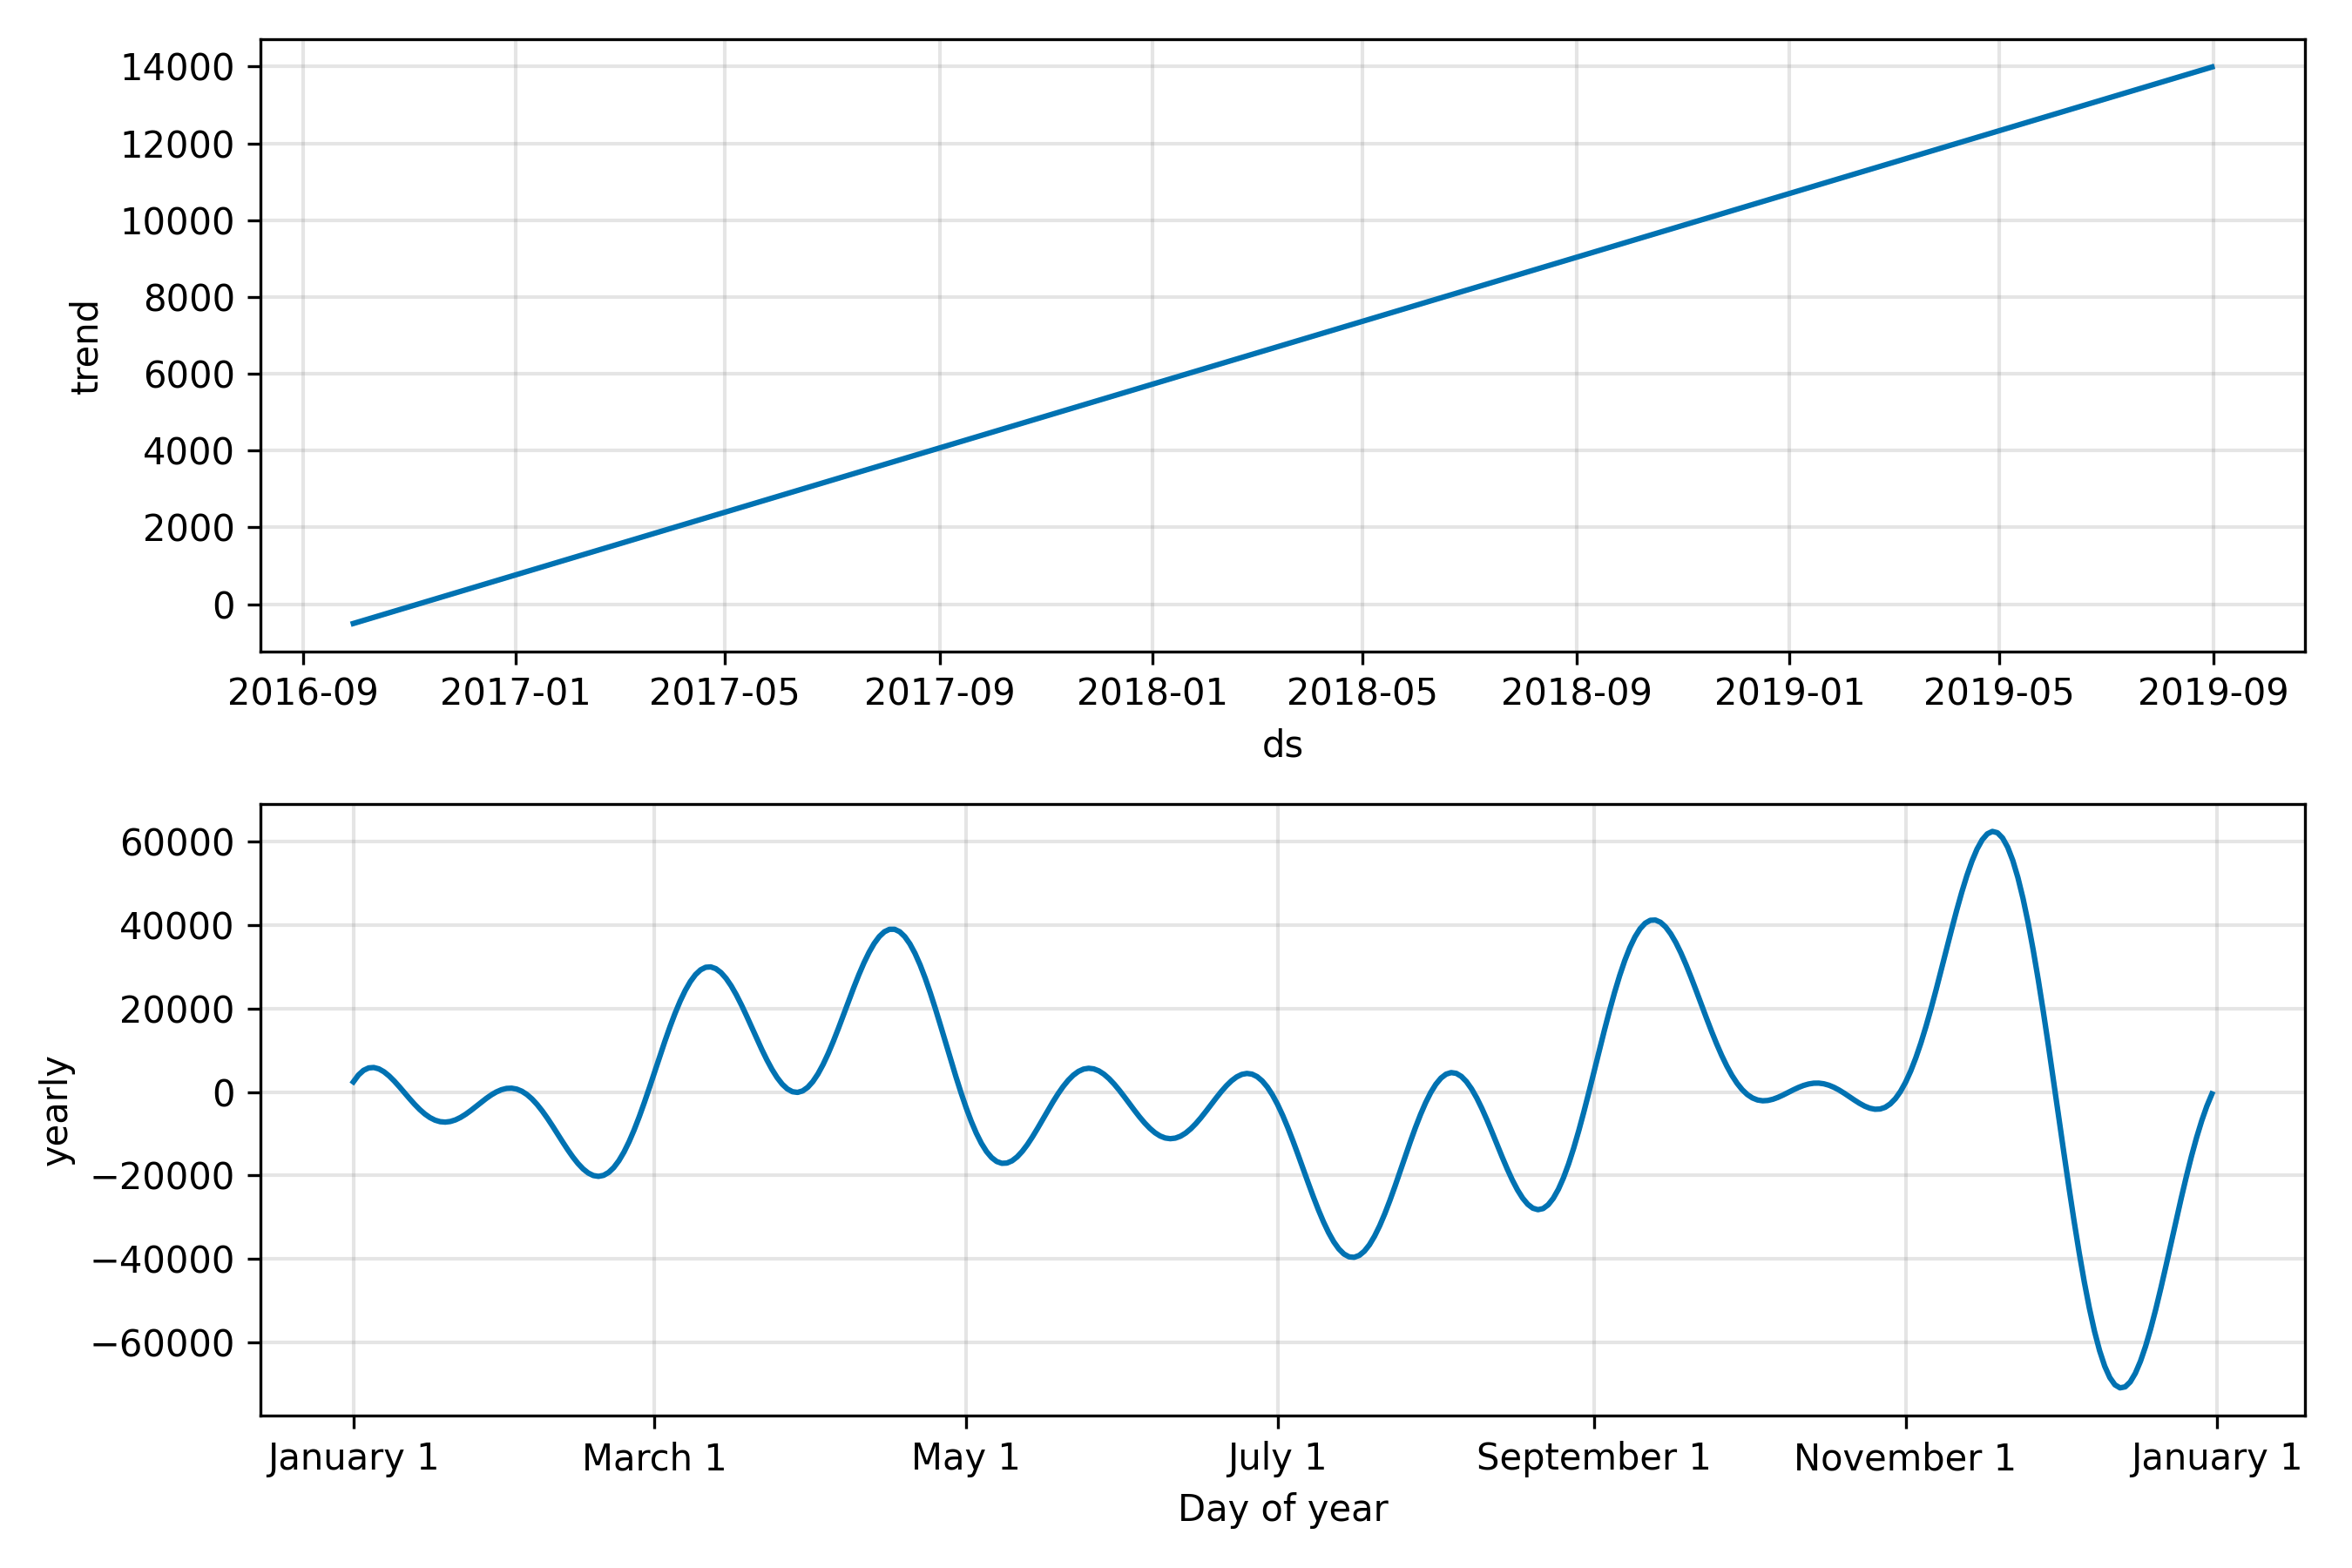 14000
12000
10000
8000
6000
4000
2000
0
trend
2016-09 2017-01 2017-05 2017-09 2018-01 2018-05 2018-09 2019-01 2019-05 2019-09
ds
60000
40000
20000
0
−20000
−40000
−60000
yearly
January 1 March 1 May 1 July 1 September 1 November 1 January 1
Day of year